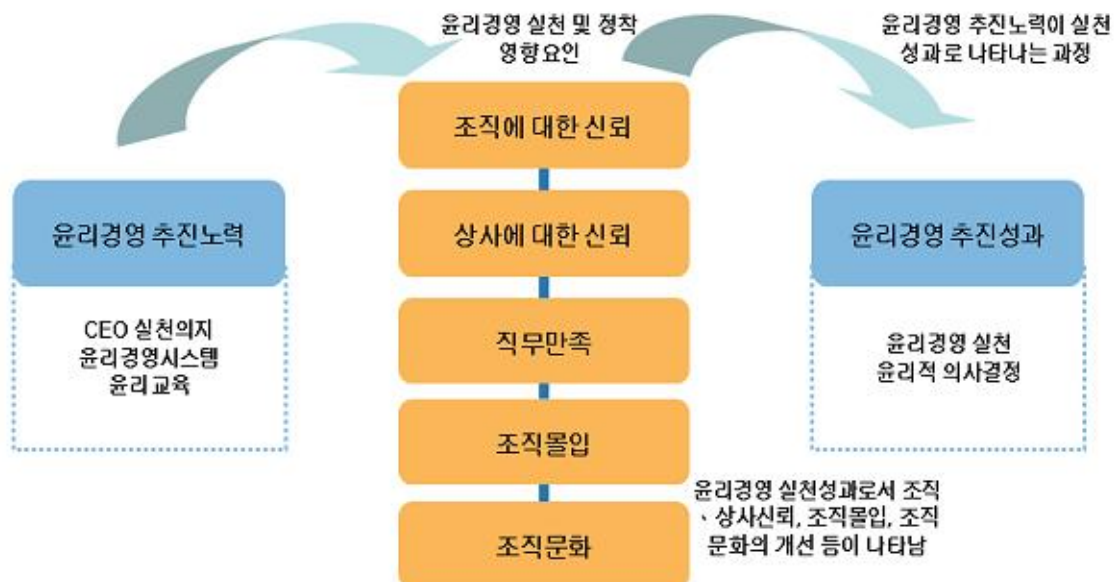 윤리경영 실천 및 정착
영향요인
윤리경영 추진노력이 실천
성과로 나타나는 과정
조직에 대한 신뢰
윤리경영 추진노력
상사에 대한 신뢰
윤리경영 추진성과
CEO 실천의지
윤리경영시스템
윤리교육
직무만족
윤리경영 실천
윤리적 의사결정
조직몰입
윤리경영 실천성과로서 조직
、상사신뢰, 조직몰입, 조직
문화의 개선 등이 나타남
조직문화